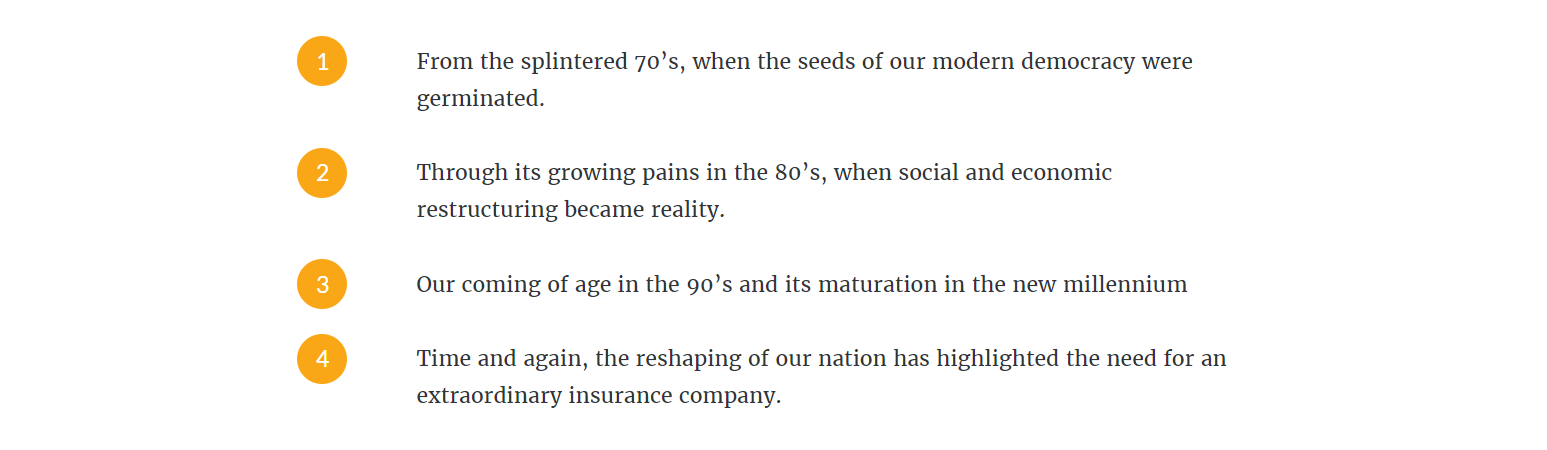 1 From the splintered 70’s, when the seeds of our modern democracy were
germinated.
2 Through its growing pains in the 80’s, when social and economic
restructuring became reality.
3 Our coming of age in the 90’s and its maturation in the new millennium
4 Time and again, the reshaping of our nation has highlighted the need for an
extraordinary insurance company.